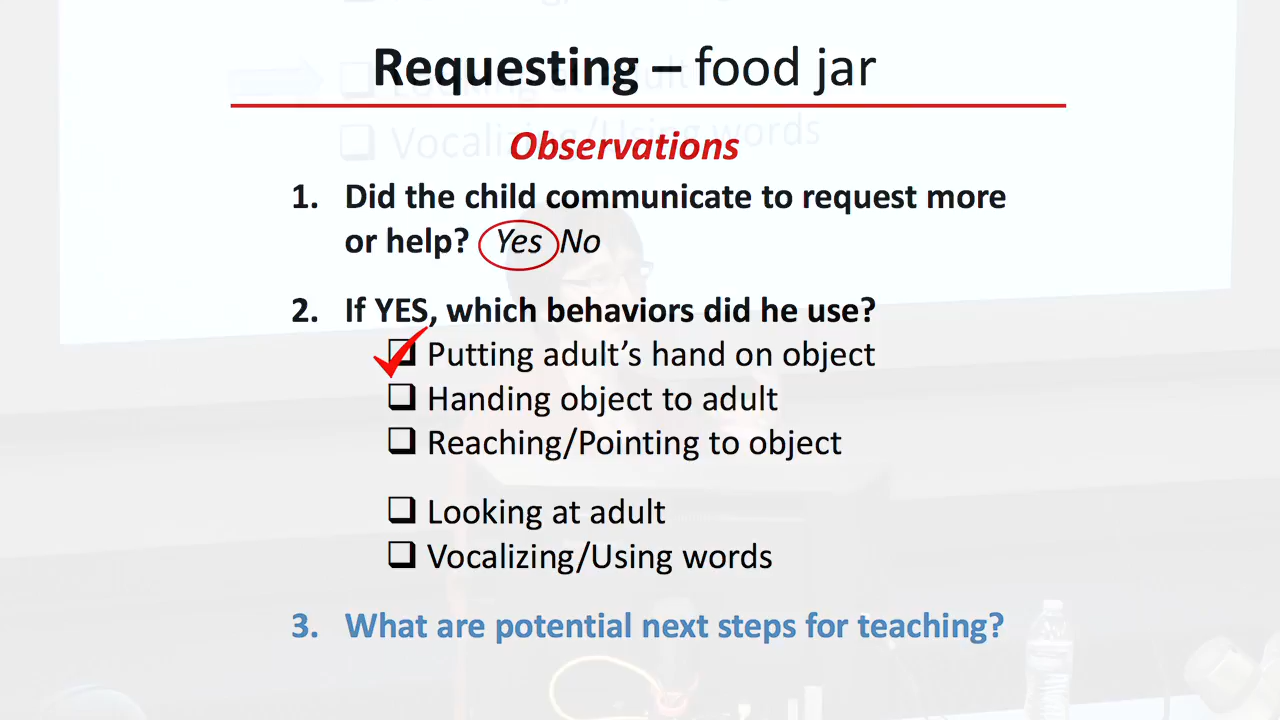 Requesting – food jar
Observations
1. Did the child communicate to request more
or help? Yes No
2. If YES, which behaviors did he use?
Putting adult's hand on object
Handing object to adult
Reaching/Pointing to object
Looking at adult
Vocalizing/Using words
3. What are potential next steps for teaching?